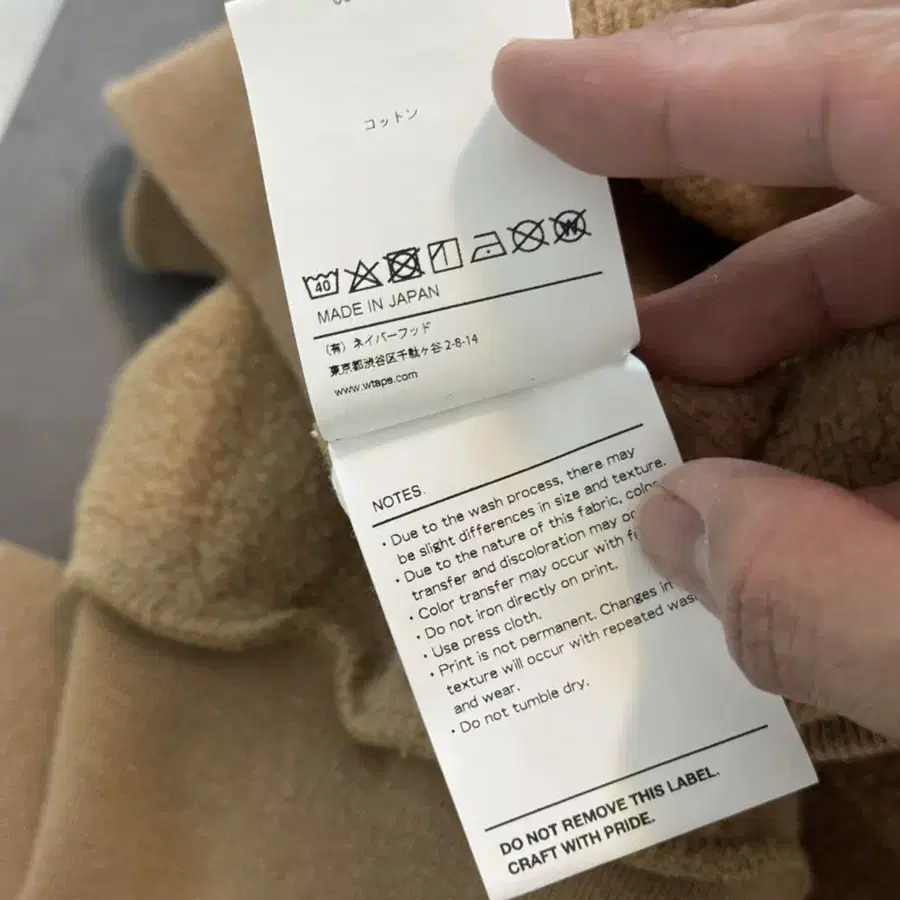 コットン
40
W
MADE IN JAPAN
(有) ネイバーフッド
東京都渋谷区千駄ヶ谷 2-8-14
www.wtaps.com
NOTES.
・Due to the wash process, there may
be slight differences in size and texture.
・Due to the nature of this fabric, color
transfer and discoloration may
・Color transfer may occur with
・Do not iron directly on print.
・Use press cloth.
・Print is not permanent. Changes in
texture will occur with repeated
and wear.
・Do not tumble dry.
DO NOT REMOVE THIS LABEL.
CRAFT WITH PRIDE.